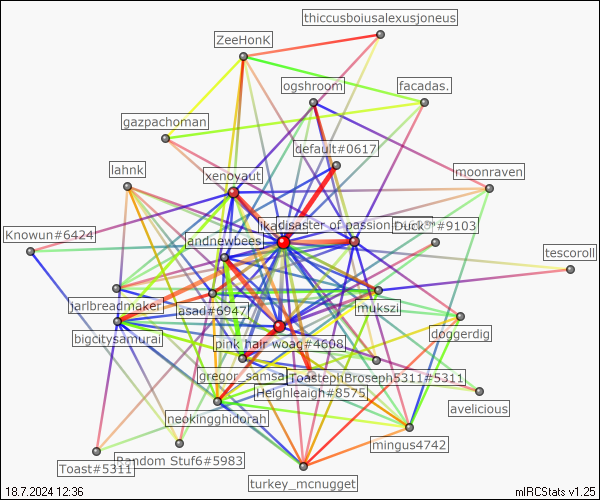 thiccusboiusalexusjoneus
ZeeHonK
ogshroom
facadas.
gazpachoman
default#0617
lahnk
xenoyaut
moonraven
disaster of passion
Duck
#9103
Knowun#6424
landnewbees
tescoroll
jarlbreadmaker
asad#6947
mukszi
bigcitysamurai
pink hair woag#4608
doggerdig
gregor_samsa
ToastephBroseph5311#5311
Heighleaigh#8575
avelicious
neokingghidorah
mingus4742
Toast#5311
Random Stuf6#5983
turkey_mcnugget
18.7.2024 12:36
mIRCStats v1.25